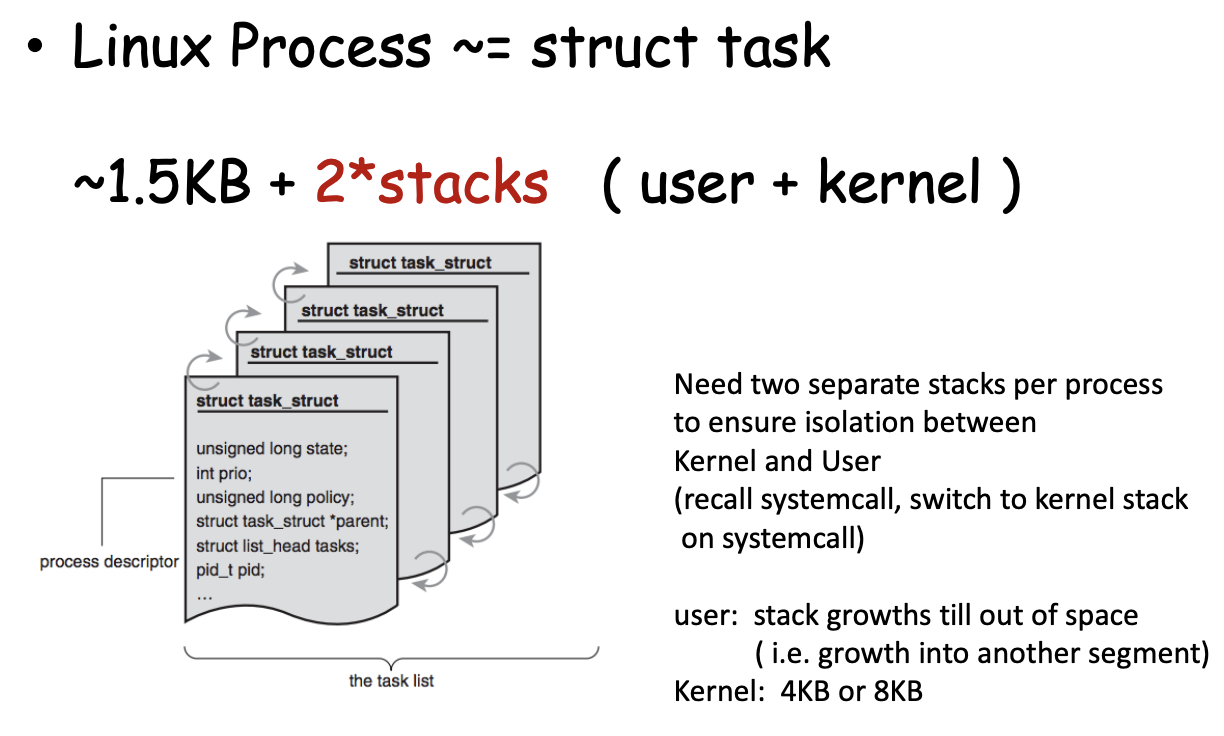 • Linux Process ~= struct task
~1.5KB + 2*stacks ( user + kernel )
struct task_struct
struct task_struct
struct task_struct
struct task_struct
unsigned long state;
int prio;
unsigned long policy;
struct task_struct *parent;
struct list_head tasks;
pid_t pid;
...
process descriptor
the task list
Need two separate stacks per process
to ensure isolation between
Kernel and User
(recall systemcall, switch to kernel stack
on systemcall)
user: stack growths till out of space
( i.e. growth into another segment)
Kernel: 4KB or 8KB